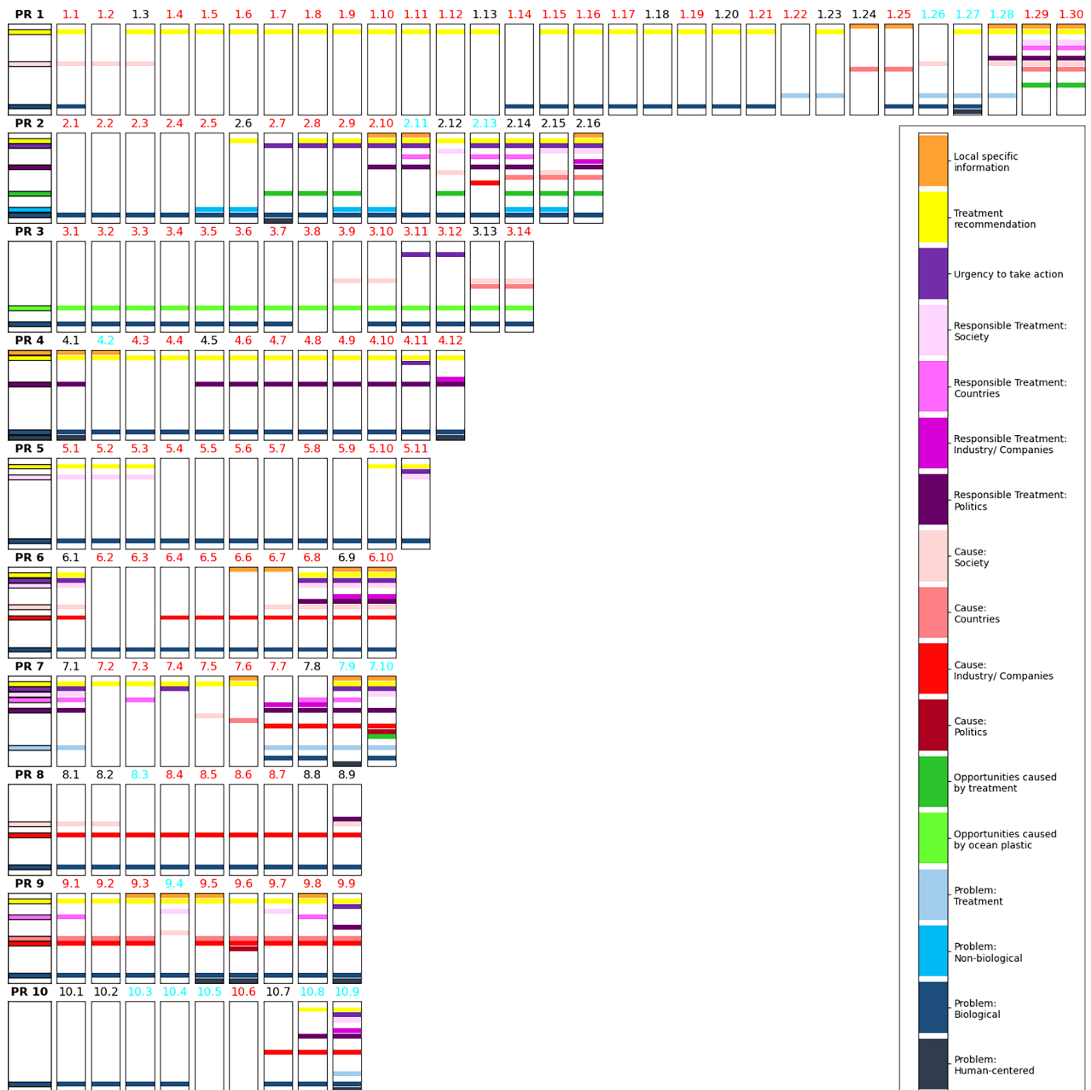 PR 1 1.1 1.2 1.3 1.4 1.5 1.6 1.7 1.8 1.9 1.10 1.11 1.12 1.13 1.14 1.15 1.16 1.17 1.18 1.19 1.20 1.21 1.22 1.23 1.24 1.25 1.26 1.27 1.28 1.29 1.30
PR 2 2.1 2.2 2.3 2.4 2.5 2.6 2.7 2.8 2.9 2.10 2.11 2.12 2.13 2.14 2.15 2.16
PR 3 3.1 3.2 3.3 3.4 3.5 3.6 3.7 3.8 3.9 3.10 3.11 3.12 3.13 3.14
PR 4 4.1 4.2 4.3 4.4 4.5 4.6 4.7 4.8 4.9 4.10 4.11 4.12
PR 5 5.1 5.2 5.3 5.4 5.5 5.6 5.7 5.8 5.9 5.10 5.11
PR 6 6.1 6.2 6.3 6.4 6.5 6.6 6.7 6.8 6.9 6.10
PR 7 7.1 7.2 7.3 7.4 7.5 7.6 7.7 7.8 7.9 7.10
PR 8 8.1 8.2 8.3 8.4 8.5 8.6 8.7 8.8 8.9
PR 9 9.1 9.2 9.3 9.4 9.5 9.6 9.7 9.8 9.9
PR 10 10.1 10.2 10.3 10.4 10.5 10.6 10.7 10.8 10.9
Local specific
information
Treatment
recommendation
Urgency to take action
Responsible Treatment:
Society
Responsible Treatment:
Countries
Responsible Treatment:
Industry/ Companies
Responsible Treatment:
Politics
Cause:
Society
Cause:
Countries
Cause:
Industry/ Companies
Cause:
Politics
Opportunities caused
by treatment
Opportunities caused
by ocean plastic
Problem:
Treatment
Problem:
Non-biological
Problem:
Biological
Problem:
Human-centered